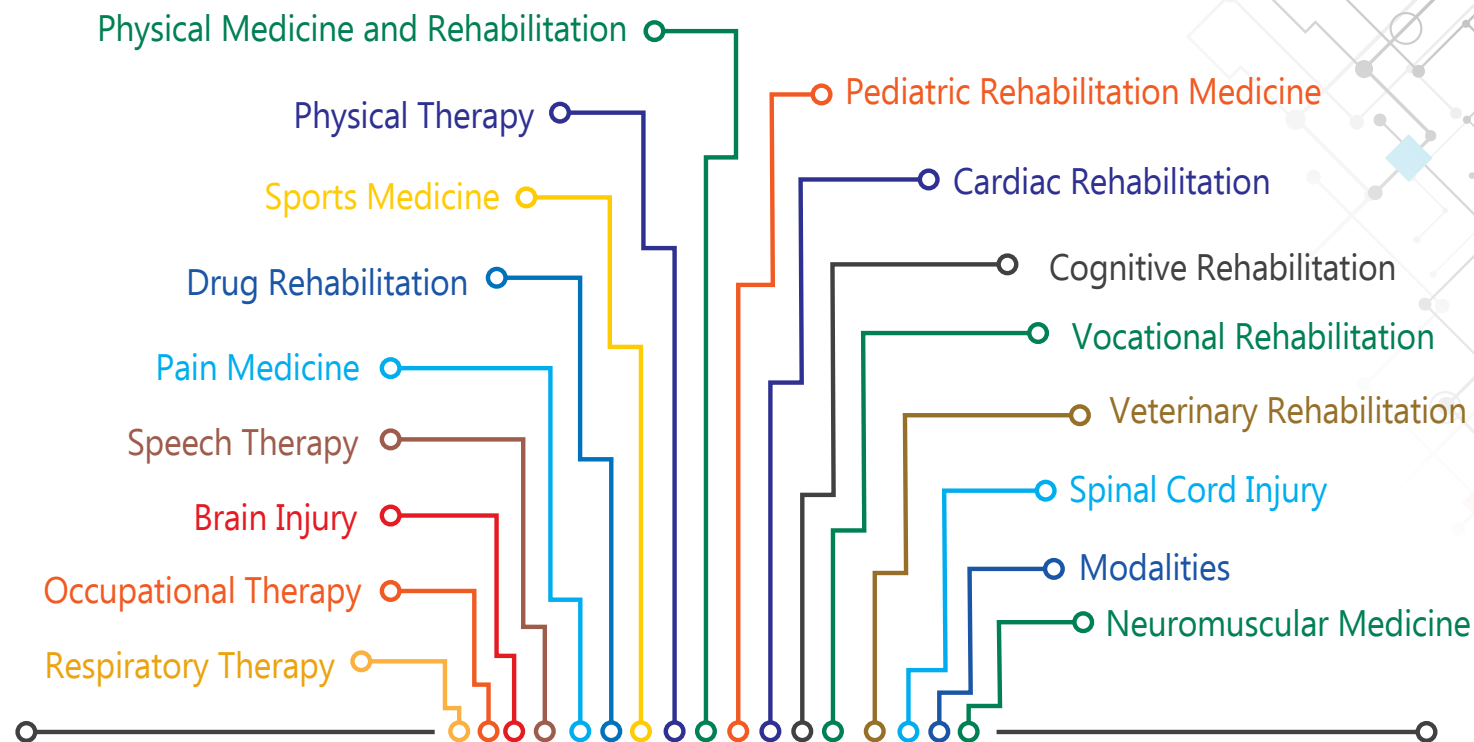 Physical Medicine and Rehabilitation
Physical Therapy
Sports Medicine
Drug Rehabilitation
Pain Medicine
Speech Therapy
Brain Injury
Occupational Therapy
Respiratory Therapy
Pediatric Rehabilitation Medicine
Cardiac Rehabilitation
Cognitive Rehabilitation
Vocational Rehabilitation
Veterinary Rehabilitation
Spinal Cord Injury
Modalities
Neuromuscular Medicine